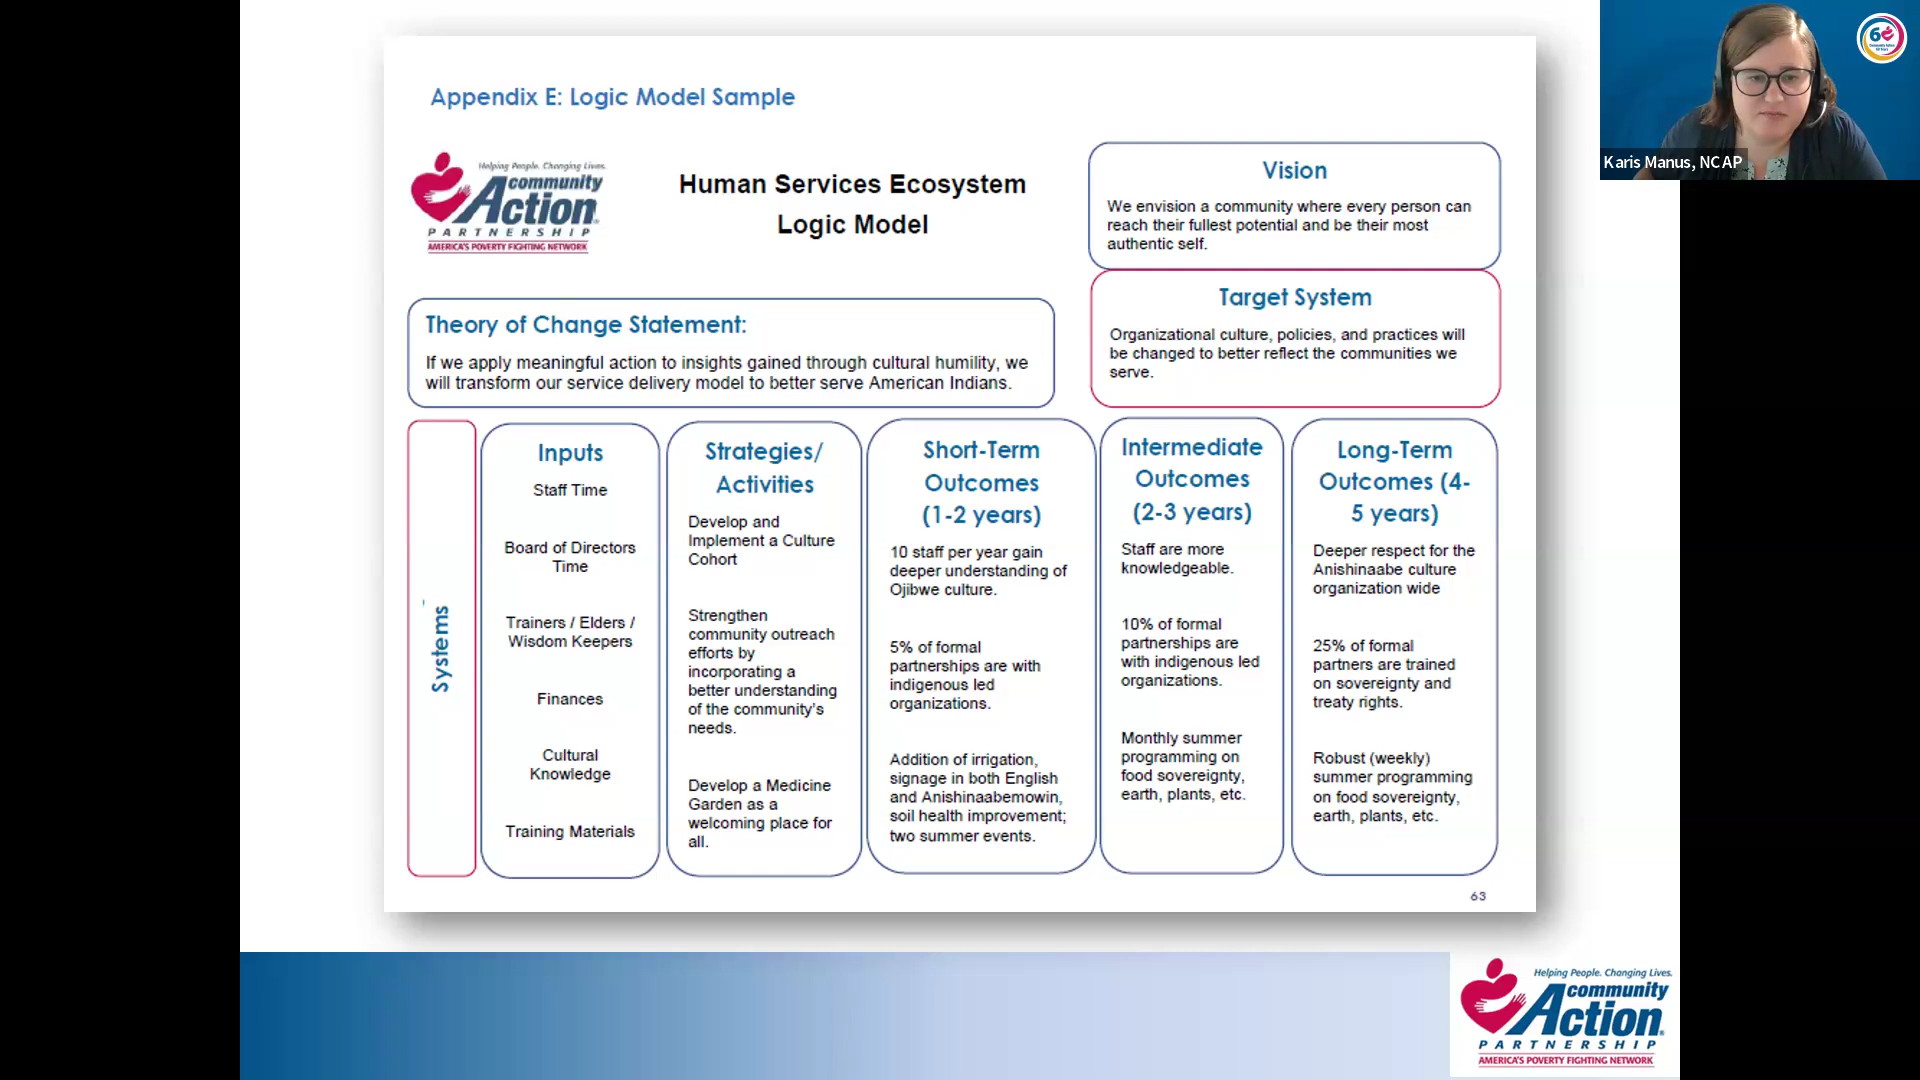 Appendix E: Logic Model Sample
Helping People. Changing Lives.
community
Action
PARTNERSHIP
AMERICA'S POVERTY FIGHTING NETWORK
Human Services Ecosystem
Logic Model
Vision
We envision a community where every person can
reach their fullest potential and be their most
authentic self.
Target System
Organizational culture, policies, and practices will
be changed to better reflect the communities we
serve.
Theory of Change Statement:
If we apply meaningful action to insights gained through cultural humility, we
will transform our service delivery model to better serve American Indians.
Systems
Inputs
Staff Time
Board of Directors
Time
Trainers / Elders /
Wisdom Keepers
Finances
Cultural
Knowledge
Training Materials
Strategies/
Activities
Develop and
Implement a Culture
Cohort
Strengthen
community outreach
efforts by
incorporating a
better understanding
of the community's
needs.
Develop a Medicine
Garden as a
welcoming place for
all.
Short-Term
Outcomes
(1-2 years)
10 staff per year gain
deeper understanding of
Ojibwe culture.
5% of formal
partnerships are with
indigenous led
organizations.
Addition of irrigation,
signage in both English
and Anishinaabemowin,
soil health improvement;
two summer events.
Intermediate
Outcomes
(2-3 years)
Staff are more
knowledgeable.
10% of formal
partnerships are
with indigenous led
organizations.
Monthly summer
programming on
food sovereignty,
earth, plants, etc.
Long-Term
Outcomes (4-
5 years)
Deeper respect for the
Anishinaabe culture
organization wide
25% of formal
partners are trained
on sovereignty and
treaty rights.
Robust (weekly)
summer programming
on food sovereignty,
earth, plants, etc.
63
Karis Manus, NCAP
Helping People. Changing Lives.
community
Action
PARTNERSHIP
AMERICA'S POVERTY FIGHTING NETWORK